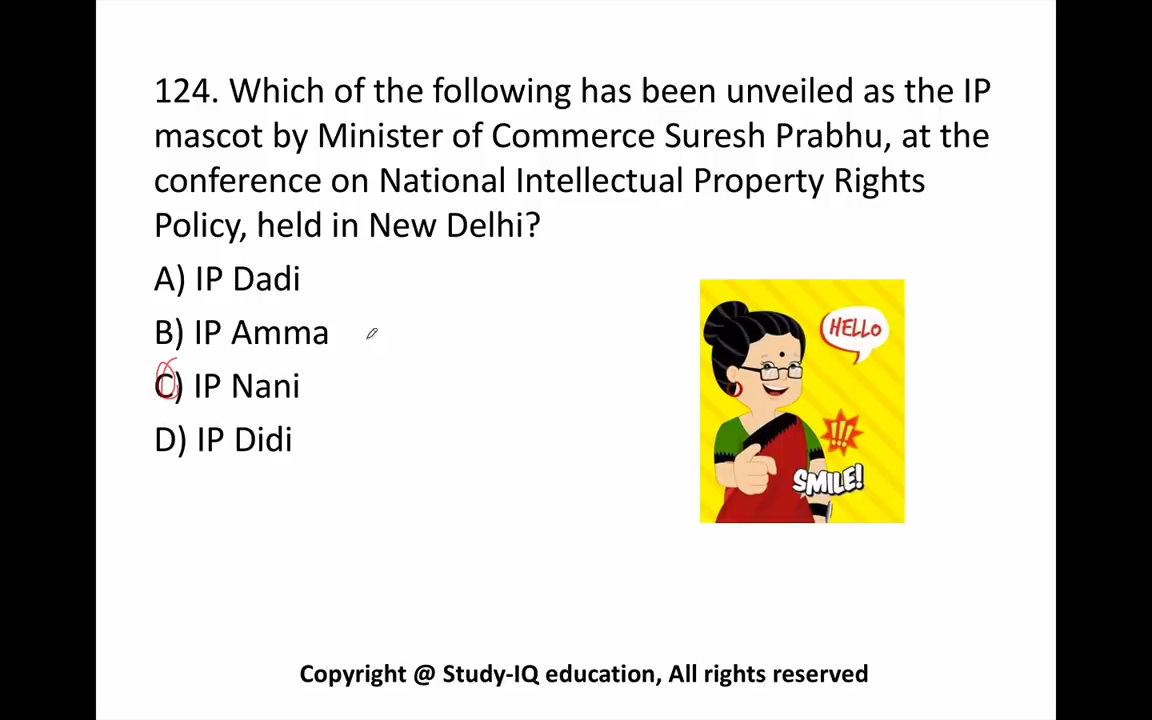 124. Which of the following has been unveiled as the IP
mascot by Minister of Commerce Suresh Prabhu, at the
conference on National Intellectual Property Rights
Policy, held in New Delhi?
A) IP Dadi
B) IP Amma
C) IP Nani
D) IP Didi
HELLO
!!!
SMILE!
Copyright @ Study-IQ education, All rights reserved